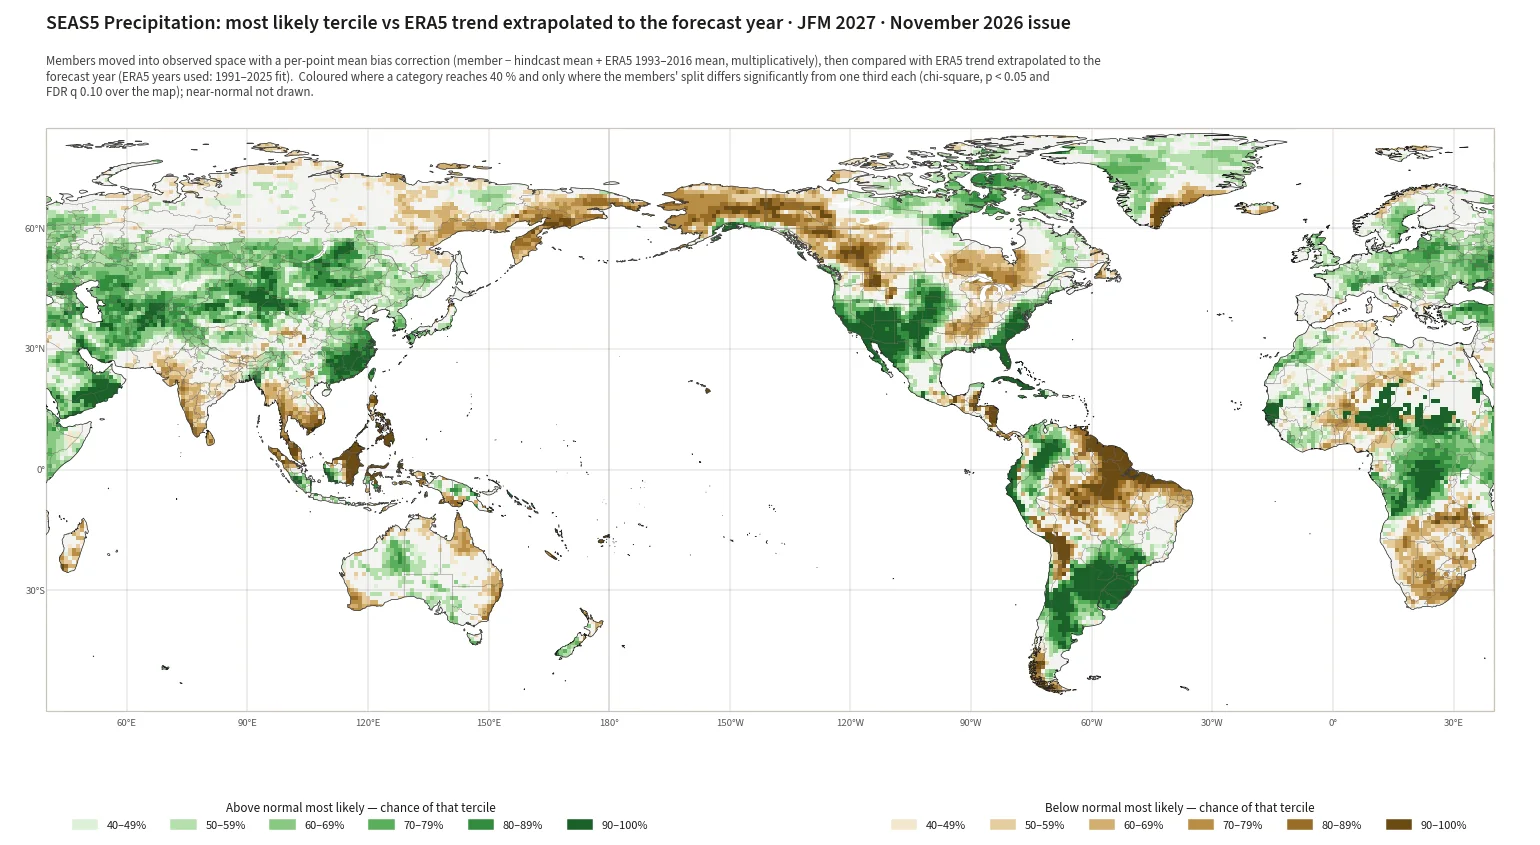 SEAS5 Precipitation: most likely tercile vs ERA5 trend extrapolated to the forecast year · JFM 2027 · November 2026 issue
Members moved into observed space with a per-point mean bias correction (member − hindcast mean + ERA5 1993–2016 mean, multiplicatively), then compared with ERA5 trend extrapolated to the
forecast year (ERA5 years used: 1991–2025 fit).  Coloured where a category reaches 40 % and only where the members' split differs significantly from one third each (chi-square, p < 0.05 and
FDR q 0.10 over the map); near-normal not drawn.
60°N
30°N
0°
30°S
60°E 90°E 120°E 150°E 180° 150°W 120°W 90°W 60°W 30°W 0° 30°E
Above normal most likely — chance of that tercile
40–49% 50–59% 60–69% 70–79% 80–89% 90–100%
Below normal most likely — chance of that tercile
40–49% 50–59% 60–69% 70–79% 80–89% 90–100%